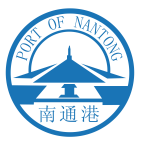 PORT OF NANTONG
南通港